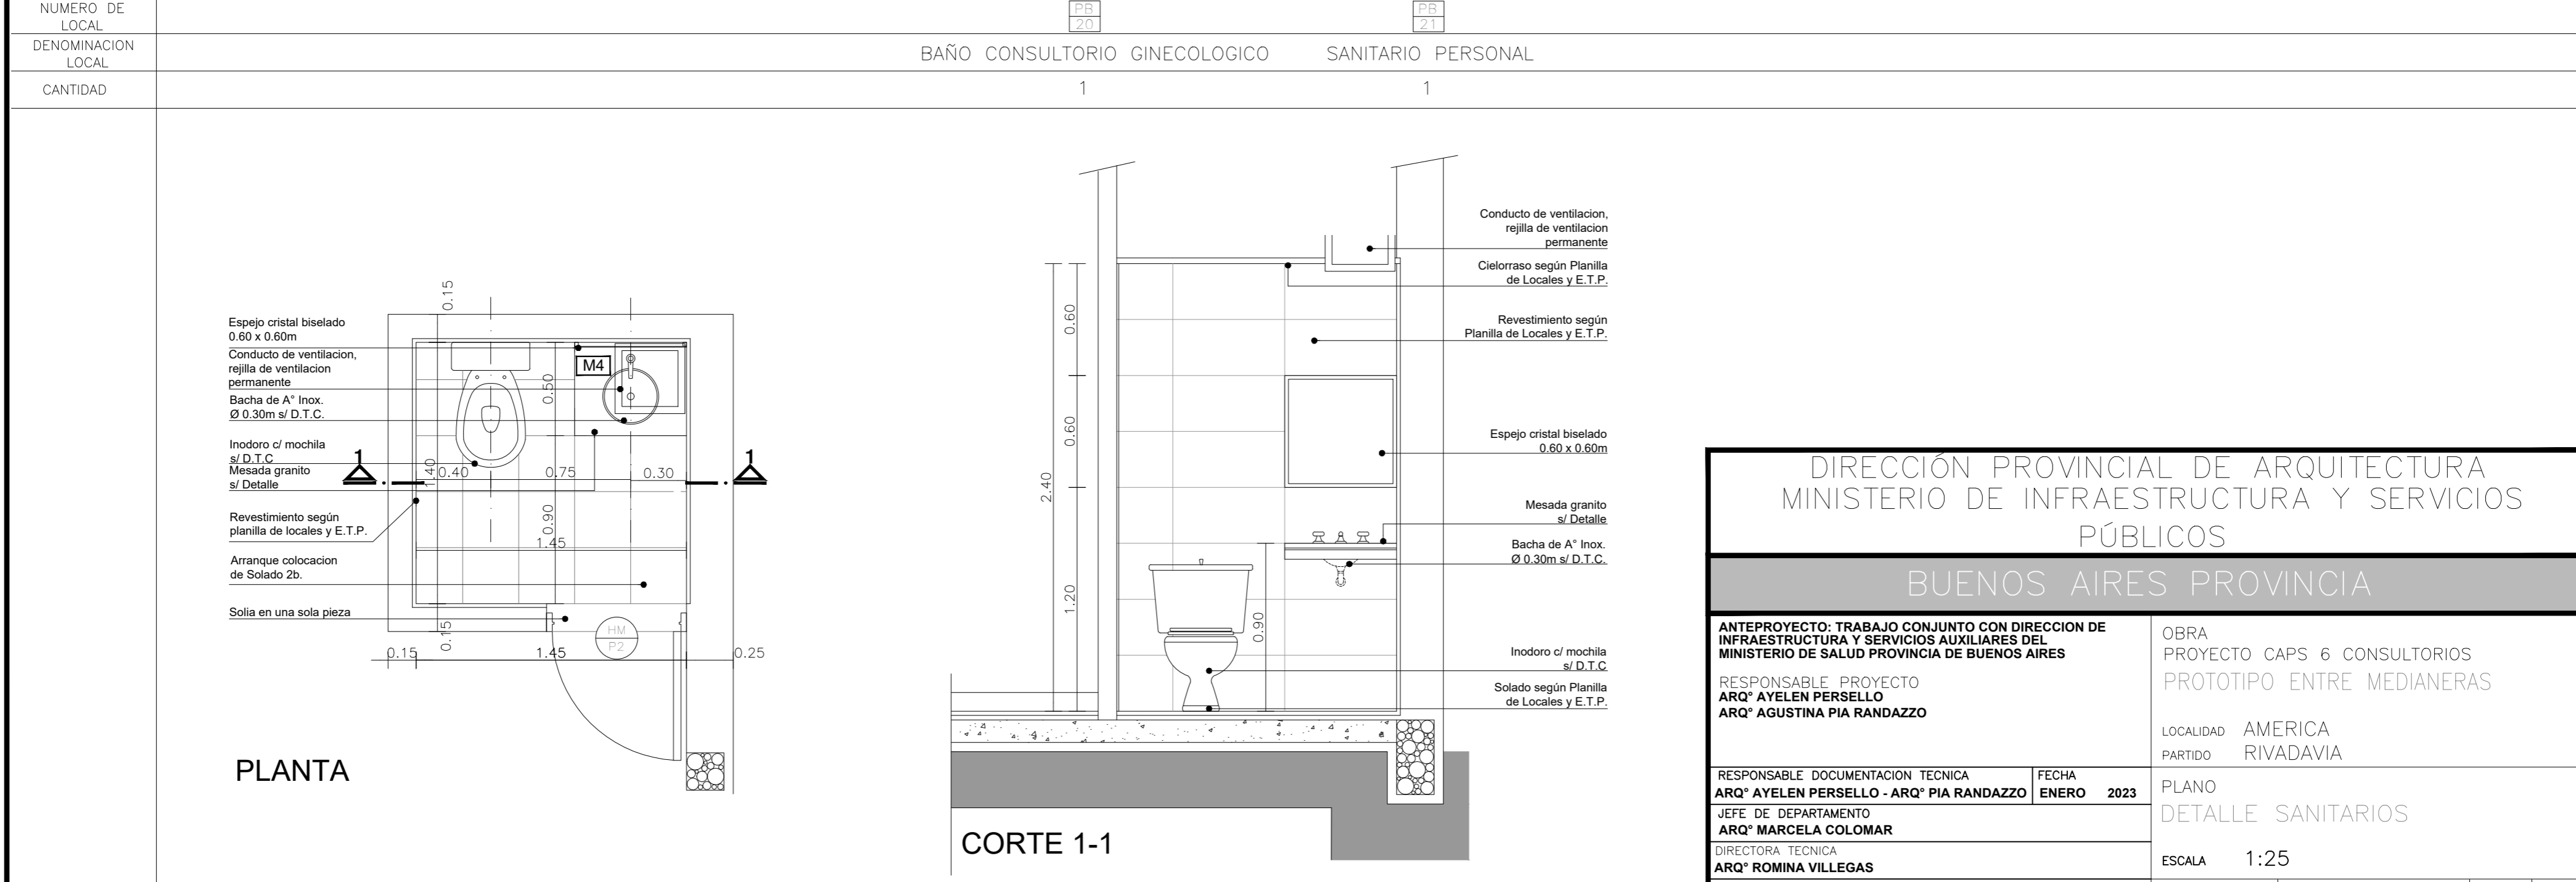 NUMERO DE
LOCAL
PB
20
PB
21
DENOMINACION
LOCAL
BAÑO CONSULTORIO GINECOLOGICO
SANITARIO PERSONAL
CANTIDAD
1
1
Espejo cristal biselado
0.60 x 0.60m
Conducto de ventilacion,
rejilla de ventilacion
permanente
Bacha de A° Inox.
Ø 0.30m s/ D.T.C.
Inodoro c/ mochila
s/ D.T.C
Mesada granito
s/ Detalle
Revestimiento según
planilla de locales y E.T.P.
Arranque colocacion
de Solado 2b.
Solia en una sola pieza
0.15
M4
0.50
1
1
1.40
0.40
0.75
0.30
0.90
1.45
0.15
HM
P2
0.15
1.45
0.25
PLANTA
0.60
0.60
2.40
1.20
0.90
Conducto de ventilacion,
rejilla de ventilacion
permanente
Cielorraso según Planilla
de Locales y E.T.P.
Revestimiento según
Planilla de Locales y E.T.P.
Espejo cristal biselado
0.60 x 0.60m
Mesada granito
s/ Detalle
Bacha de A° Inox.
Ø 0.30m s/ D.T.C.
Inodoro c/ mochila
s/ D.T.C
Solado según Planilla
de Locales y E.T.P.
CORTE 1-1
DIRECCIÓN PROVINCIAL DE ARQUITECTURA
MINISTERIO DE INFRAESTRUCTURA Y SERVICIOS
PÚBLICOS
BUENOS AIRES PROVINCIA
ANTEPROYECTO: TRABAJO CONJUNTO CON DIRECCION DE
INFRAESTRUCTURA Y SERVICIOS AUXILIARES DEL
MINISTERIO DE SALUD PROVINCIA DE BUENOS AIRES
RESPONSABLE PROYECTO
ARQ° AYELEN PERSELLO
ARQ° AGUSTINA PIA RANDAZZO
OBRA
PROYECTO CAPS 6 CONSULTORIOS
PROTOTIPO ENTRE MEDIANERAS
LOCALIDAD AMERICA
PARTIDO RIVADAVIA
RESPONSABLE DOCUMENTACION TECNICA
ARQ° AYELEN PERSELLO - ARQ° PIA RANDAZZO
FECHA
ENERO 2023
JEFE DE DEPARTAMENTO
ARQ° MARCELA COLOMAR
DIRECTORA TECNICA
ARQ° ROMINA VILLEGAS
PLANO
DETALLE SANITARIOS
ESCALA 1:25